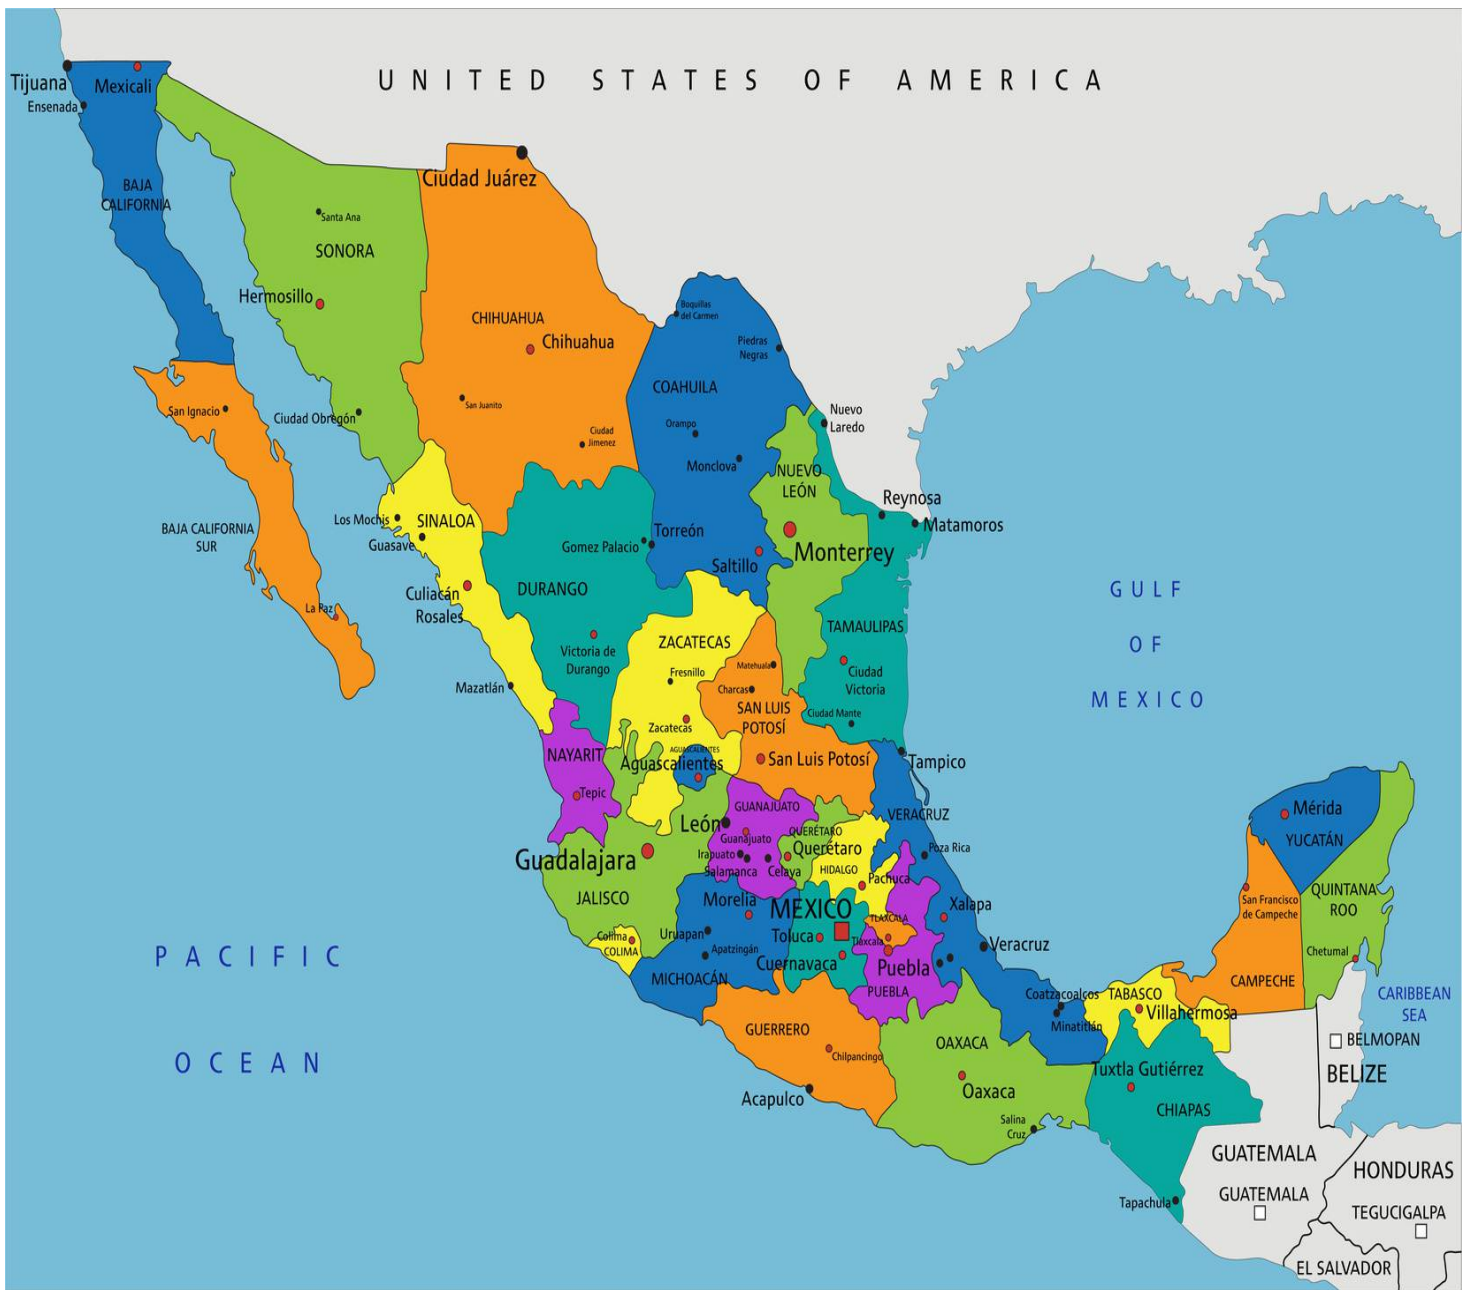 UNITED STATES OF AMERICA
Tijuana
Mexicali
Ensenada
BAJA
CALIFORNIA
Ciudad Juárez
Santa Ana
SONORA
Hermosillo
CHIHUAHUA
Chihuahua
San Juanito
Ciudad
Jimenez
Ciudad Obregón
San Ignacio
BAJA CALIFORNIA
SUR
La Paz
Boquillas
del Carmen
Piedras
Negras
COAHUILA
Orampo
Monclova
Nuevo
Laredo
NUEVO
LEÓN
Reynosa
Matamoros
Monterrey
Saltillo
Torreón
Gomez Palacio
DURANGO
Victoria de
Durango
Los Mochis
SINALOA
Guasave
Culiacán
Rosales
Mazatlán
TAMAULIPAS
Ciudad
Victoria
Ciudad Mante
Tampico
ZACATECAS
Fresnillo
Zacatecas
Matehuala
Charcas
SAN LUIS
POTOSÍ
San Luis Potosí
AGUASCALIENTES
Aguascalientes
NAYARIT
Tepic
GUANAJUATO
León
Guanajuato
Irapuato
Salamanca
Celaya
QUERÉTARO
Querétaro
HIDALGO
Pachuca
VERACRUZ
Poza Rica
Xalapa
Veracruz
Guadalajara
JALISCO
Colima
COLIMA
Morelia
Uruapan
Apatzingán
MICHOACÁN
MEXICO
Toluca
Cuernavaca
TLAXCALA
Tlaxcala
Puebla
PUEBLA
GUERRERO
Chilpancingo
Acapulco
OAXACA
Oaxaca
Salina
Cruz
Coatzacoalcos
Minatitlán
TABASCO
Villahermosa
Tuxtla Gutiérrez
CHIAPAS
Tapachula
Mérida
YUCATÁN
San Francisco
de Campeche
CAMPECHE
QUINTANA
ROO
Chetumal
GULF
OF
MEXICO
PACIFIC
OCEAN
CARIBBEAN
SEA
BELMOPAN
BELIZE
GUATEMALA
GUATEMALA
HONDURAS
TEGUCIGALPA
EL SALVADOR